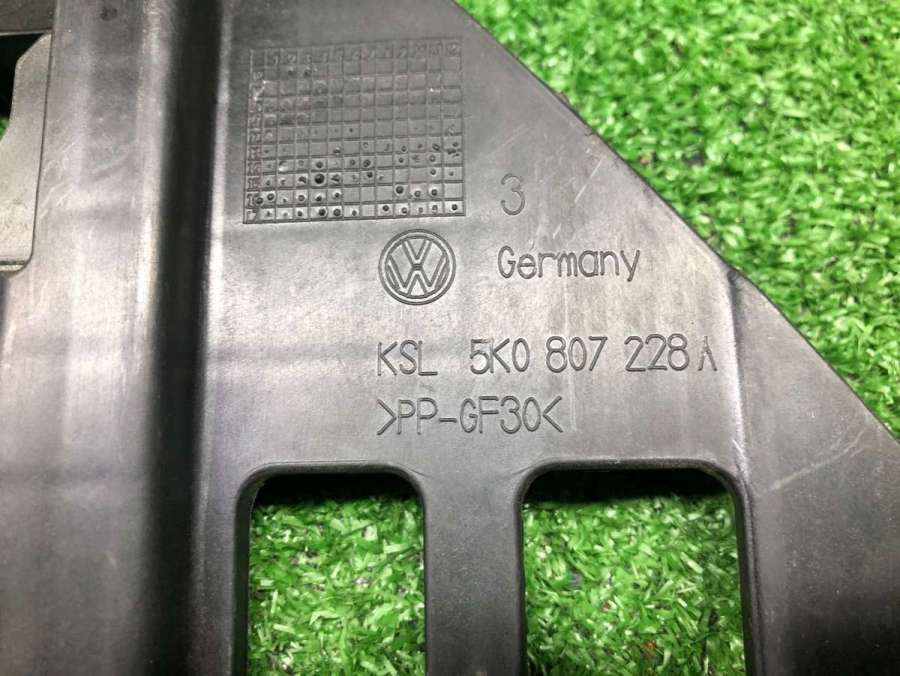 3
Germany
KSL 5K0 807 228 A
>PP-GF30<